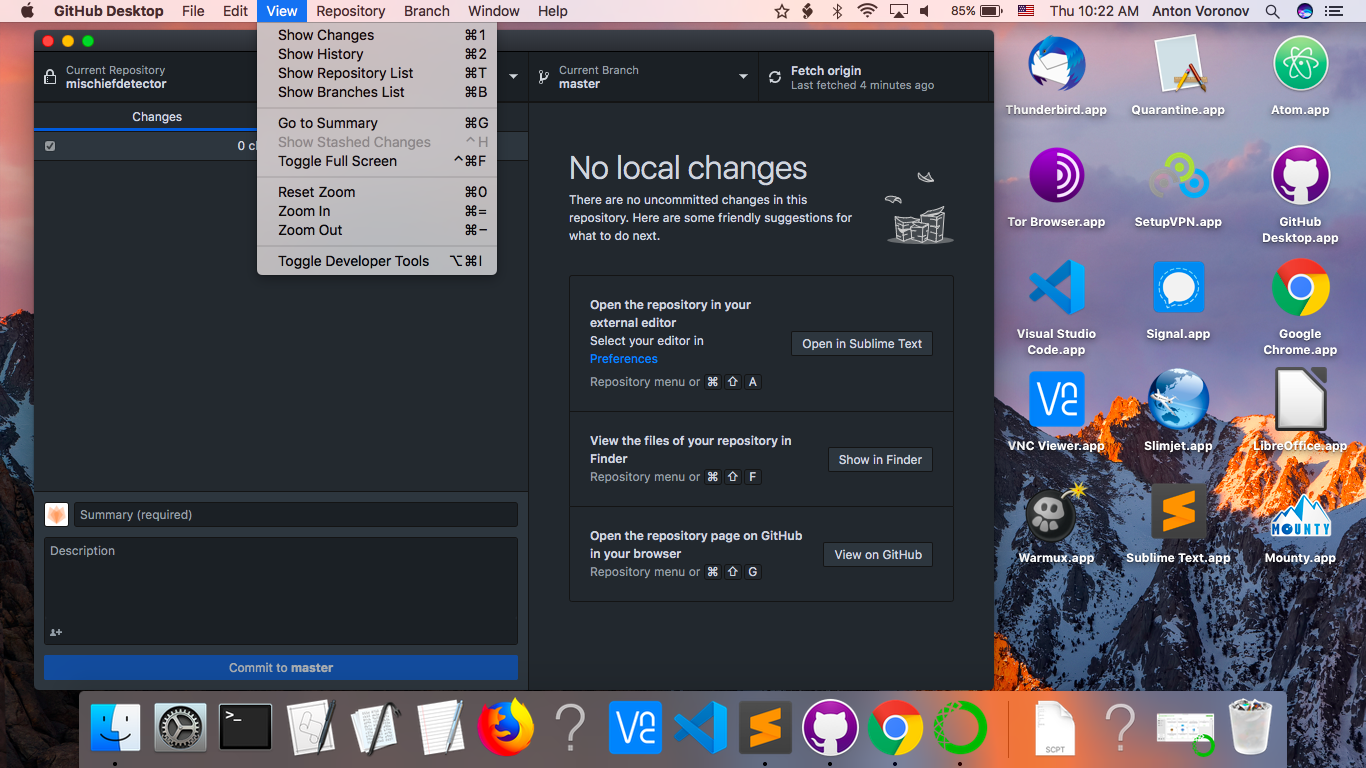 GitHub Desktop File Edit View Repository Branch Window Help 85% Thu 10:22 AM Anton Voronov
Show Changes ⌘1
Show History ⌘2
Show Repository List ⌘T
Show Branches List ⌘B
Go to Summary ⌘G
Show Stashed Changes ^H
Toggle Full Screen ^⌘F
Reset Zoom ⌘0
Zoom In ⌘=
Zoom Out ⌘−
Toggle Developer Tools ⌥⌘I
Current Repository
mischiefdetector
Current Branch
master
Fetch origin
Last fetched 4 minutes ago
Changes
0 c
No local changes
There are no uncommitted changes in this
repository. Here are some friendly suggestions for
what to do next.
Open the repository in your
external editor
Select your editor in
Preferences
Repository menu or ⌘ ⇧ A
Open in Sublime Text
View the files of your repository in
Finder
Repository menu or ⌘ ⇧ F
Show in Finder
Open the repository page on GitHub
in your browser
Repository menu or ⌘ ⇧ G
View on GitHub
Summary (required)
Description
Commit to master
Thunderbird.app
Quarantine.app
Atom.app
Tor Browser.app
SetupVPN.app
GitHub
Desktop.app
Visual Studio
Code.app
Signal.app
Google
Chrome.app
VNC Viewer.app
Slimjet.app
LibreOffice.app
Warmux.app
Sublime Text.app
MOUNTY
Mounty.app
>_
SCPT